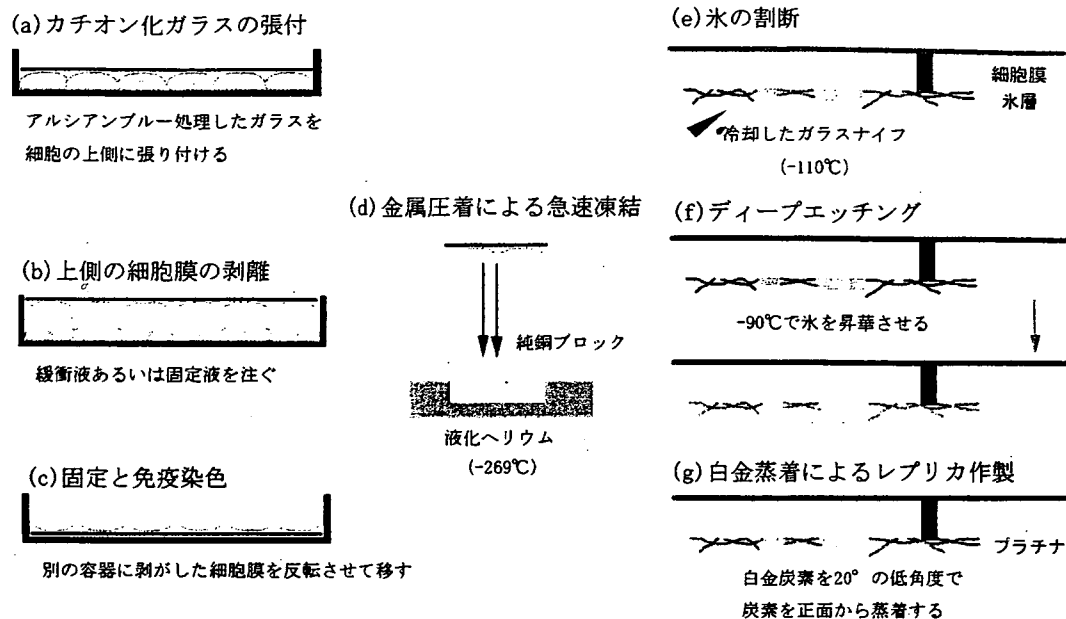 (a)カチオン化ガラスの張付
アルシアンブルー処理したガラスを
細胞の上側に張り付ける
(b)上側の細胞膜の剥離
緩衝液あるいは固定液を注ぐ
(c)固定と免疫染色
別の容器に剥がした細胞膜を反転させて移す
(d)金属圧着による急速凍結
純銅ブロック
液化ヘリウム
(-269℃)
(e)氷の割断
細胞膜
氷層
冷却したガラスナイフ
(-110℃)
(f)ディープエッチング
-90℃で氷を昇華させる
(g)白金蒸着によるレプリカ作製
プラチナ
白金炭素を20°の低角度で
炭素を正面から蒸着する